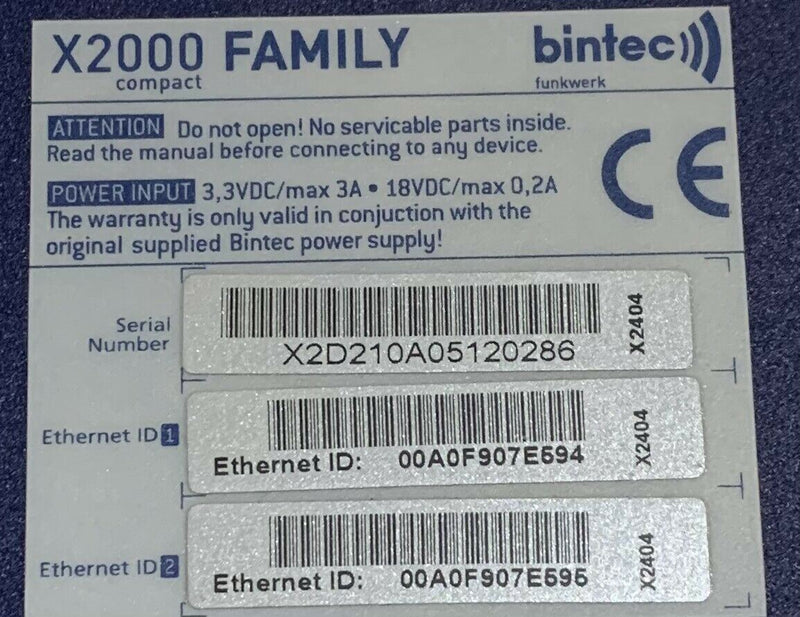 X2000 FAMILY
compact
bintec
funkwerk
ATTENTION Do not open! No servicable parts inside.
Read the manual before connecting to any device.
POWER INPUT 3,3VDC/max 3A • 18VDC/max 0,2A
The warranty is only valid in conjuction with the
original supplied Bintec power supply!
CE
Serial
Number
X2D210A05120286
X2404
Ethernet ID 1
Ethernet ID: 00A0F907E594
X2404
Ethernet ID 2
Ethernet ID: 00A0F907E595
X2404